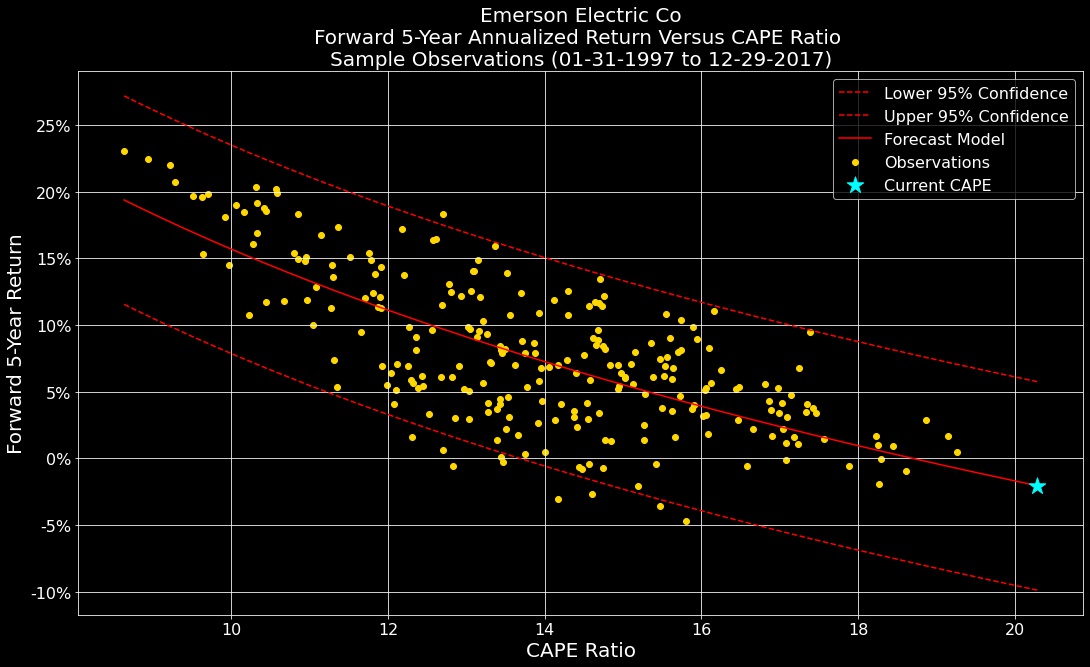 Emerson Electric Co
Forward 5-Year Annualized Return Versus CAPE Ratio
Sample Observations (01-31-1997 to 12-29-2017)
Lower 95% Confidence
Upper 95% Confidence
Forecast Model
Observations
Current CAPE
Forward 5-Year Return
25%
20%
15%
10%
5%
0%
-5%
-10%
10
12
14
16
18
20
CAPE Ratio